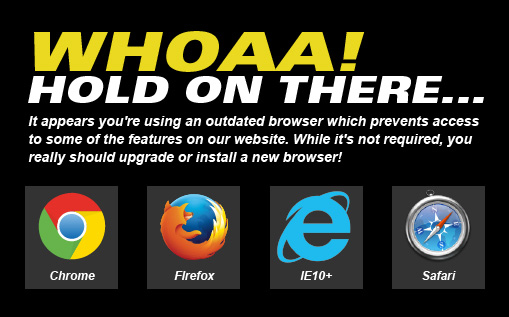 WHOAA!
HOLD ON THERE...
It appears you're using an outdated browser which prevents access
to some of the features on our website. While it's not required, you
really should upgrade or install a new browser!
Chrome
FIrefox
IE10+
Safari